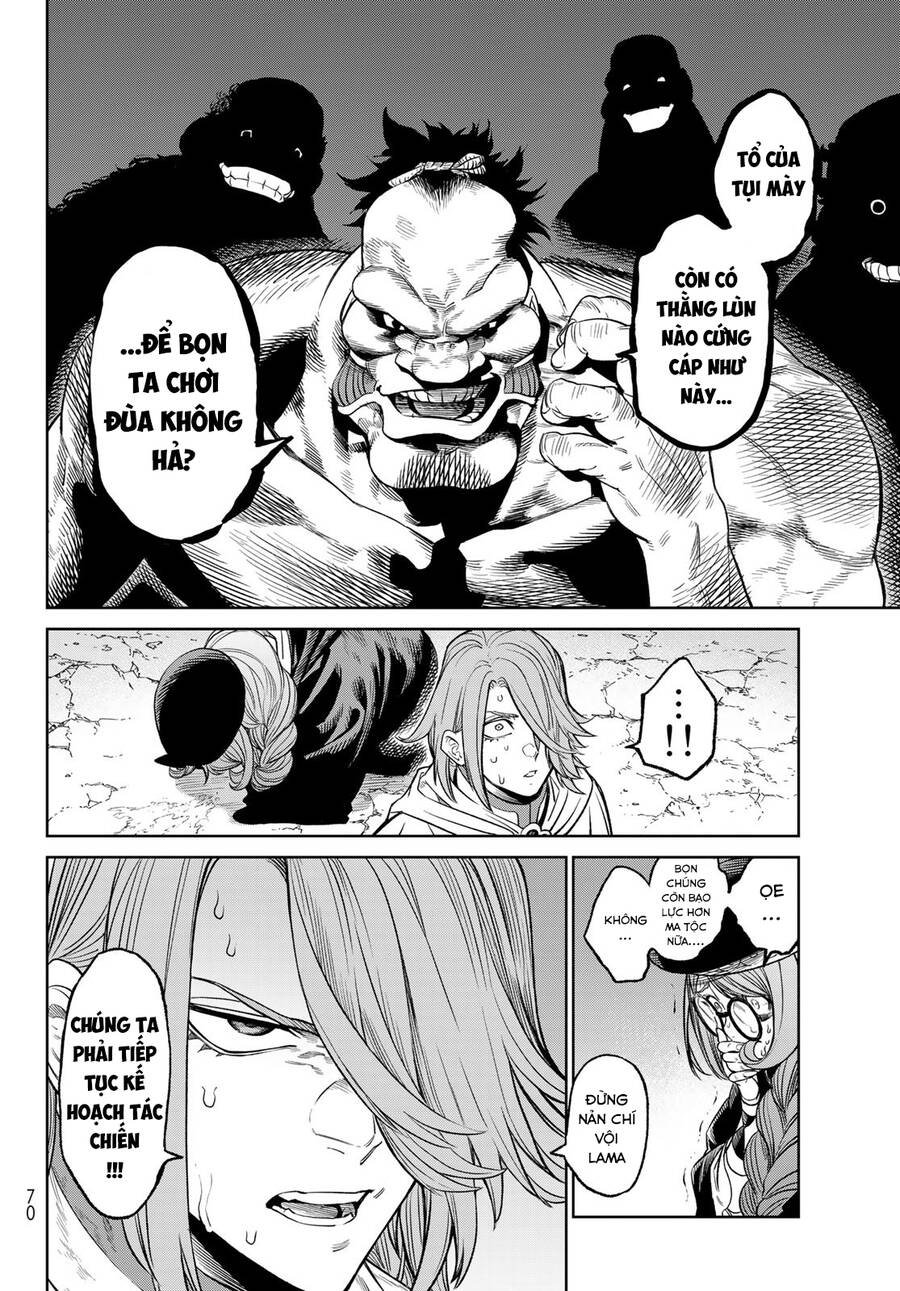 TỔ CỦA
TỤI MÀY
CÒN CÓ
THẰNG LÙN
NÀO CỨNG
CÁP NHƯ
NÀY...
...ĐỂ BỌN
TA CHƠI
ĐÙA KHÔNG
HẢ?
...!!
ỌE
...
BỌN
CHÚNG
CÒN BẠO
LỰC HƠN
MA TỘC
NỮA....
KHÔNG
...
ĐỪNG
NẢN CHÍ
VỘI
LAMA
CHÚNG TA
PHẢI TIẾP
TỤC KẾ
HOẠCH TÁC
CHIẾN
!!!
70